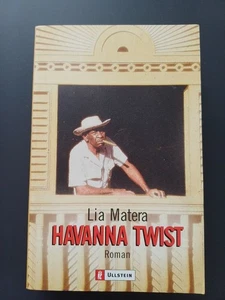 Lia Matera
HAVANNA TWIST
Roman
ULLSTEIN